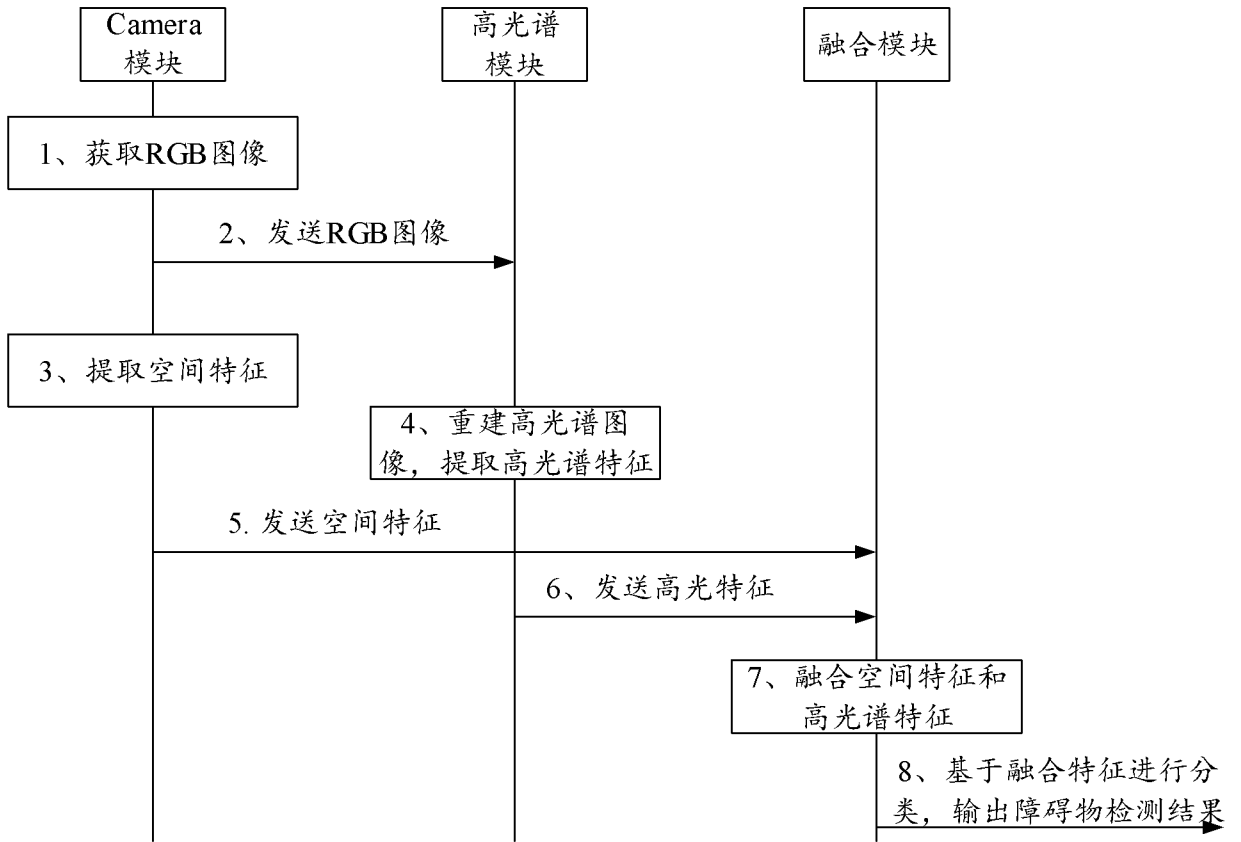 Camera
模块
高光谱
模块
融合模块
1、获取RGB图像
2、发送RGB图像
3、提取空间特征
4、重建高光谱图
像，提取高光谱特征
5. 发送空间特征
6、发送高光特征
7、融合空间特征和
高光谱特征
8、基于融合特征进行分
类，输出障碍物检测结果